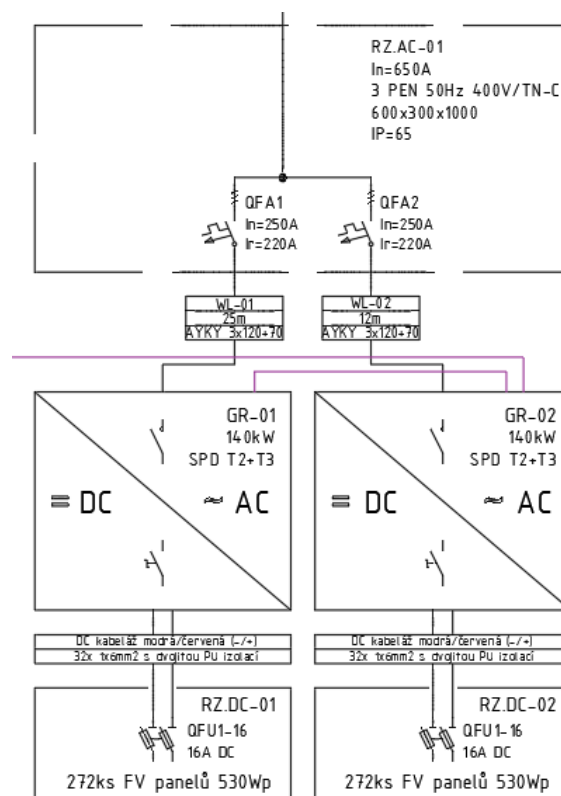 RZ.AC-01
In=650A
3 PEN 50Hz 400V/TN-C
600x300x1000
IP=65
QFA1
In=250A
Ir=220A
QFA2
In=250A
Ir=220A
WL-01
25m
AYKY 3x120+70
WL-02
12m
AYKY 3x120+70
GR-01
140kW
SPD T2+T3
= DC
≈ AC
GR-02
140kW
SPD T2+T3
= DC
≈ AC
DC kabeláž modrá/červená (-/+)
32x 1x6mm2 s dvojitou PU izolací
DC kabeláž modrá/červená (-/+)
32x 1x6mm2 s dvojitou PU izolací
RZ.DC-01
QFU1-16
16A DC
272ks FV panelů 530Wp
RZ.DC-02
QFU1-16
16A DC
272ks FV panelů 530Wp